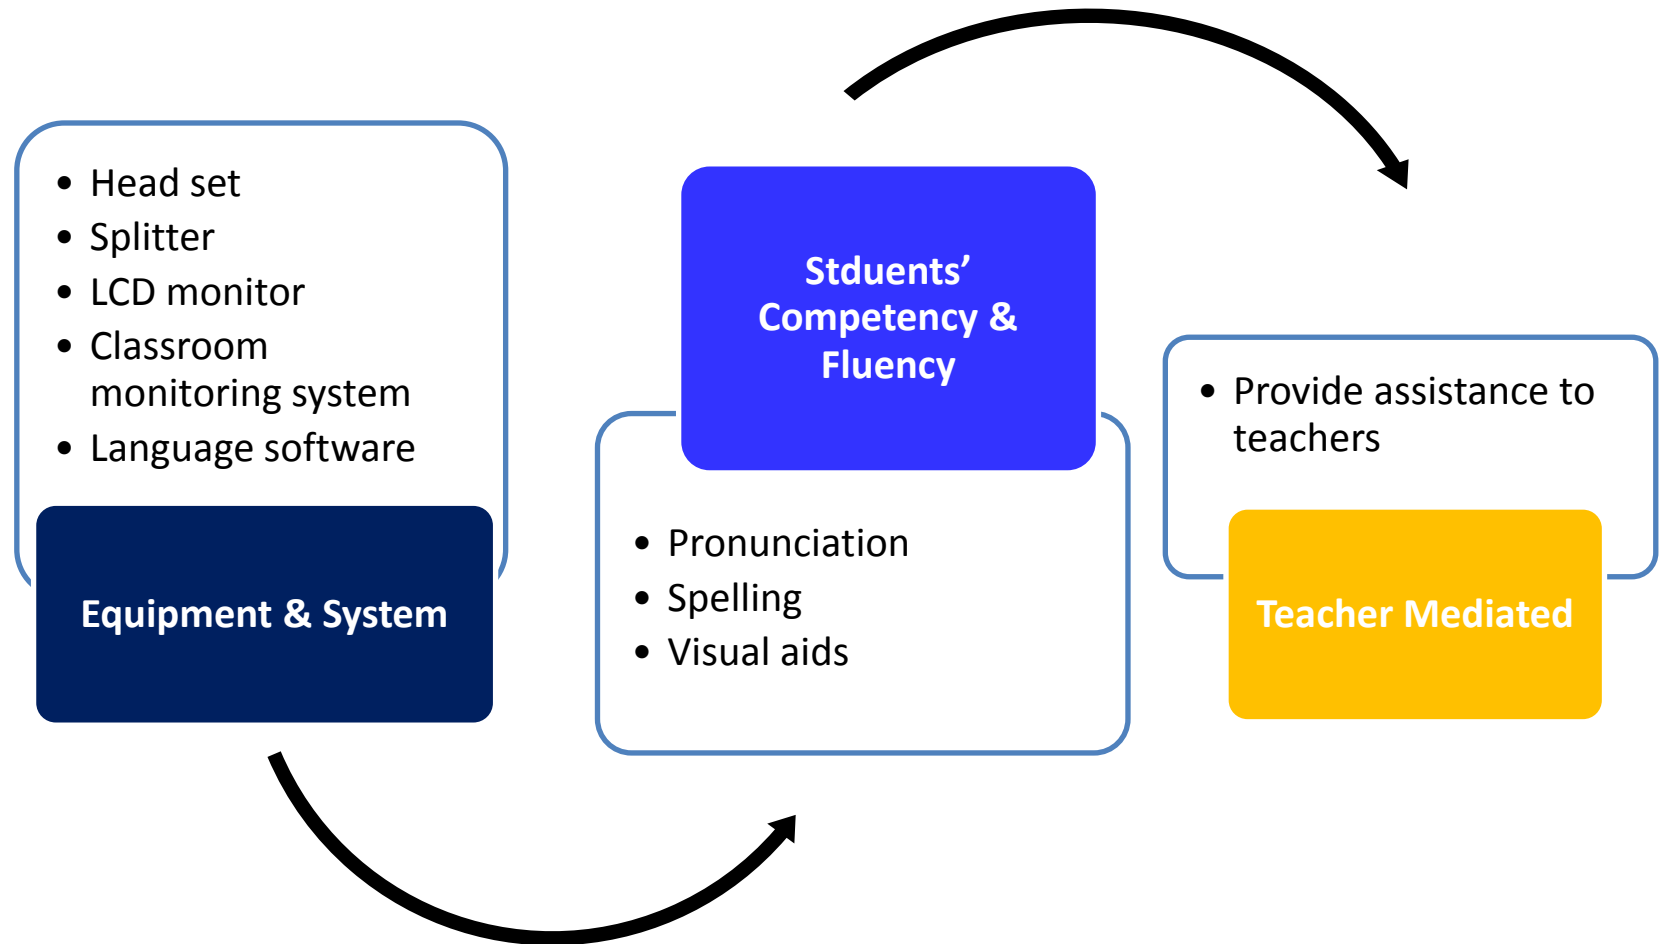 • Head set
• Splitter
• LCD monitor
• Classroom
monitoring system
• Language software
Equipment & System
Stduents’
Competency &
Fluency
• Pronunciation
• Spelling
• Visual aids
• Provide assistance to
teachers
Teacher Mediated